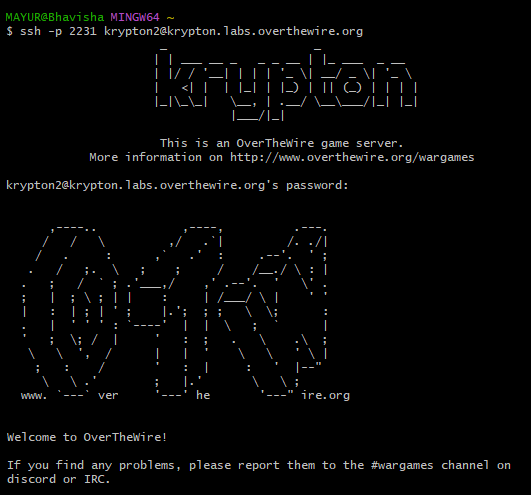 MAYUR@Bhavisha MINGW64 ~
$ ssh -p 2231 krypton2@krypton.labs.overthewire.org
krypton
This is an OverTheWire game server.
More information on http://www.overthewire.org/wargames
krypton2@krypton.labs.overthewire.org's password:
www. ver he ire.org
Welcome to OverTheWire!
If you find any problems, please report them to the #wargames channel on
discord or IRC.